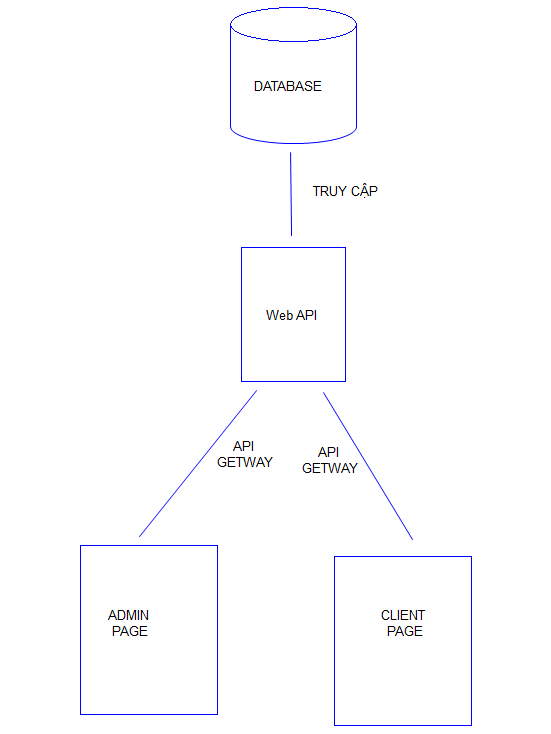 DATABASE
TRUY CẬP
Web API
API
GETWAY
API
GETWAY
ADMIN
PAGE
CLIENT
PAGE